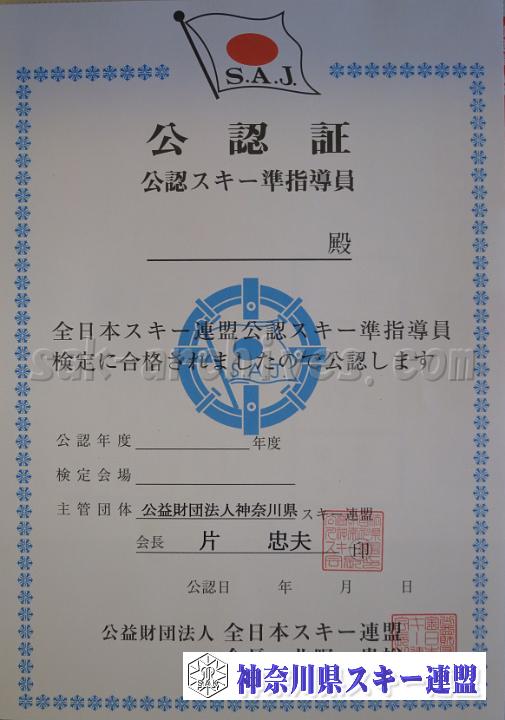 S.A.J.
公認証
公認スキー準指導員
殿
全日本スキー連盟公認スキー準指導員
検定に合格されましたので公認します
S A J
sak-archives.com
公認年度 年度
検定会場
主管団体 公益財団法人神奈川県スキー連盟
会長 片 忠夫 印
公認日 年 月 日
公益財団法人 全日本スキー連盟
神奈川県スキー連盟